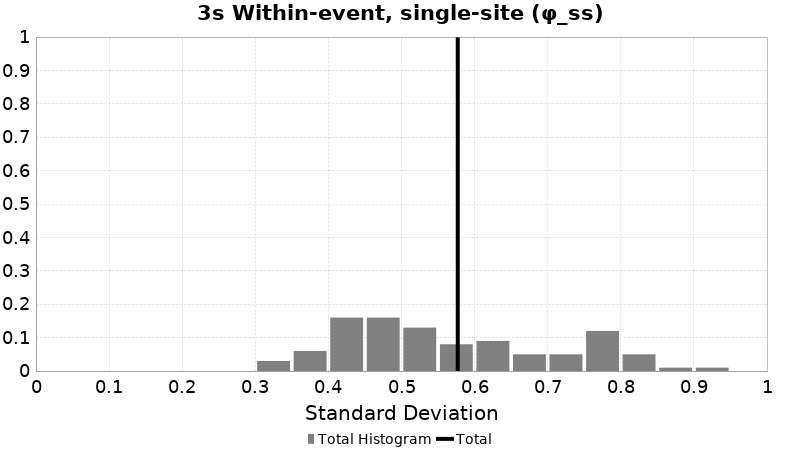 3s Within-event, single-site (φ_ss)
1
0.9
0.8
0.7
0.6
0.5
0.4
0.3
0.2
0.1
0
0 0.1 0.2 0.3 0.4 0.5 0.6 0.7 0.8 0.9 1
Standard Deviation
Total Histogram Total